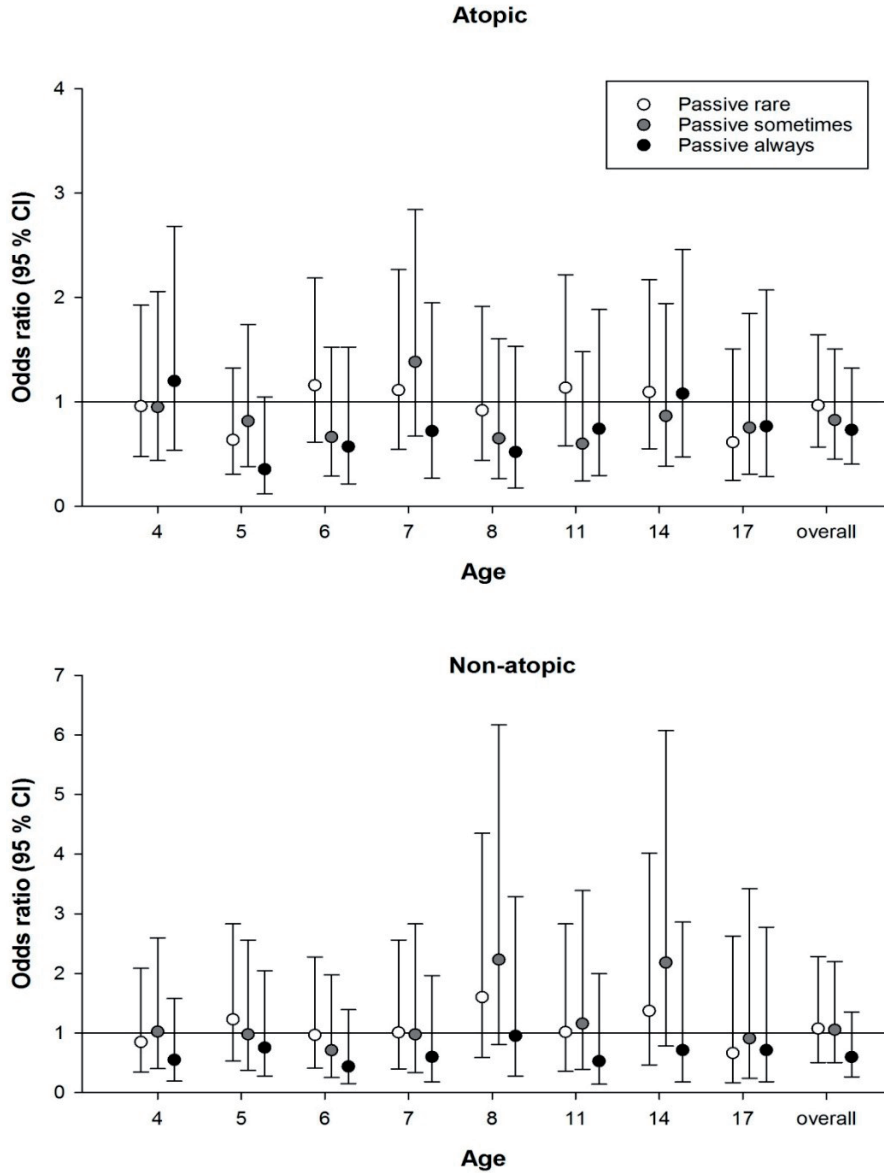 Atopic
4
3
2
1
0
Odds ratio (95 % CI)
Passive rare
Passive sometimes
Passive always
4 5 6 7 8 11 14 17 overall
Age
Non-atopic
7
6
5
4
3
2
1
0
Odds ratio (95 % CI)
4 5 6 7 8 11 14 17 overall
Age